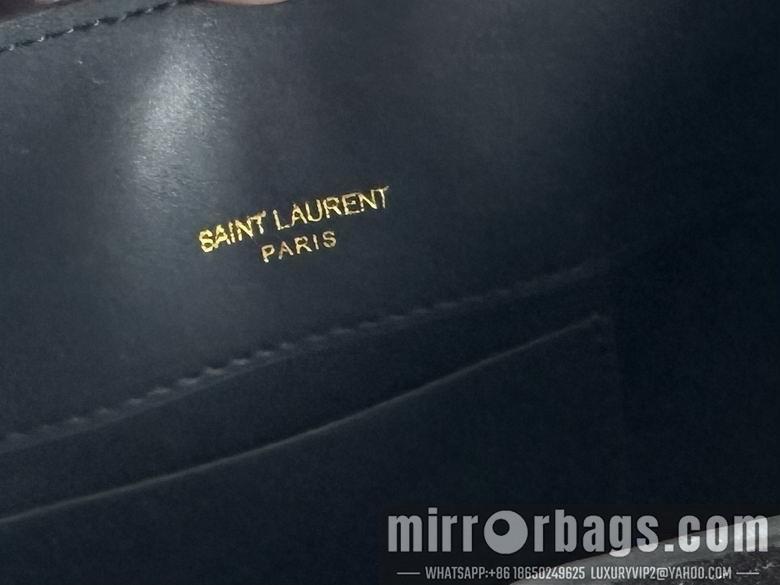 SAINT LAURENT
PARIS
mirrorbags.com
WHATSAPP:+86 18650249625 LUXURYVIP2@YAHOO.COM